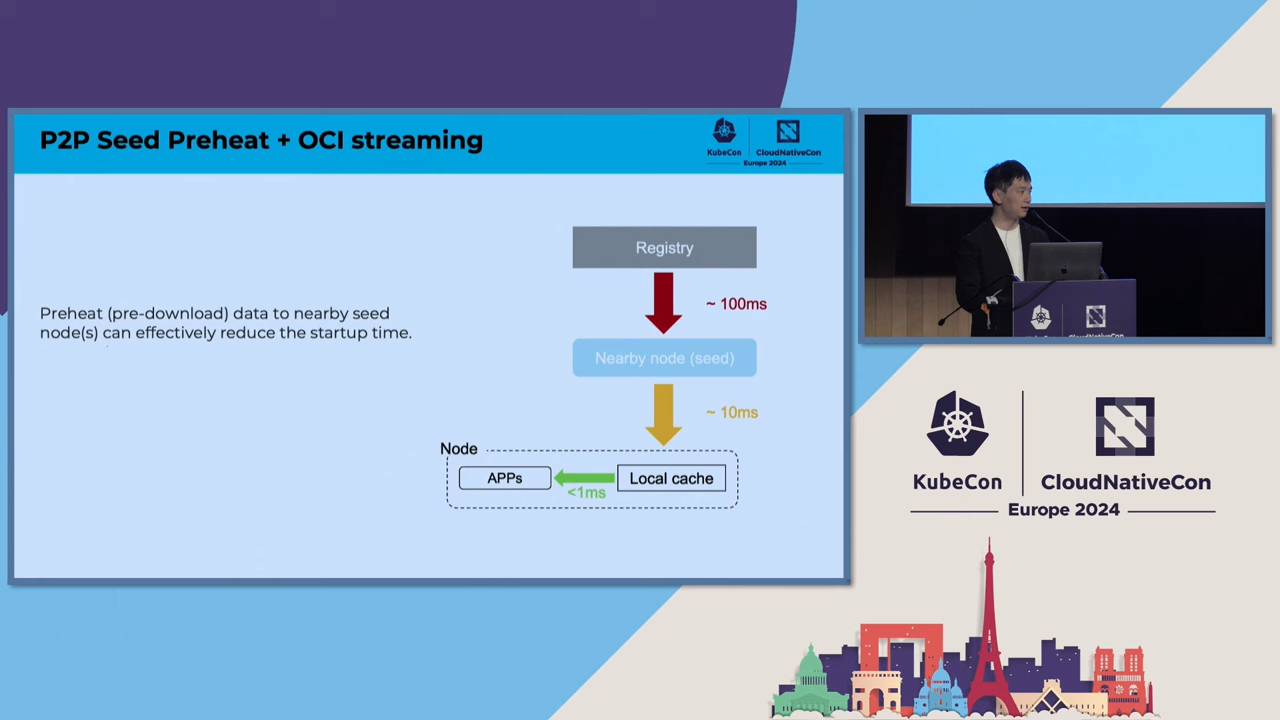 P2P Seed Preheat + OCI streaming
KubeCon
CloudNativeCon
Europe 2024
Preheat (pre-download) data to nearby seed
node(s) can effectively reduce the startup time.
Registry
~ 100ms
Nearby node (seed)
~ 10ms
Node
APPs
<1ms
Local cache
KubeCon
CloudNativeCon
Europe 2024